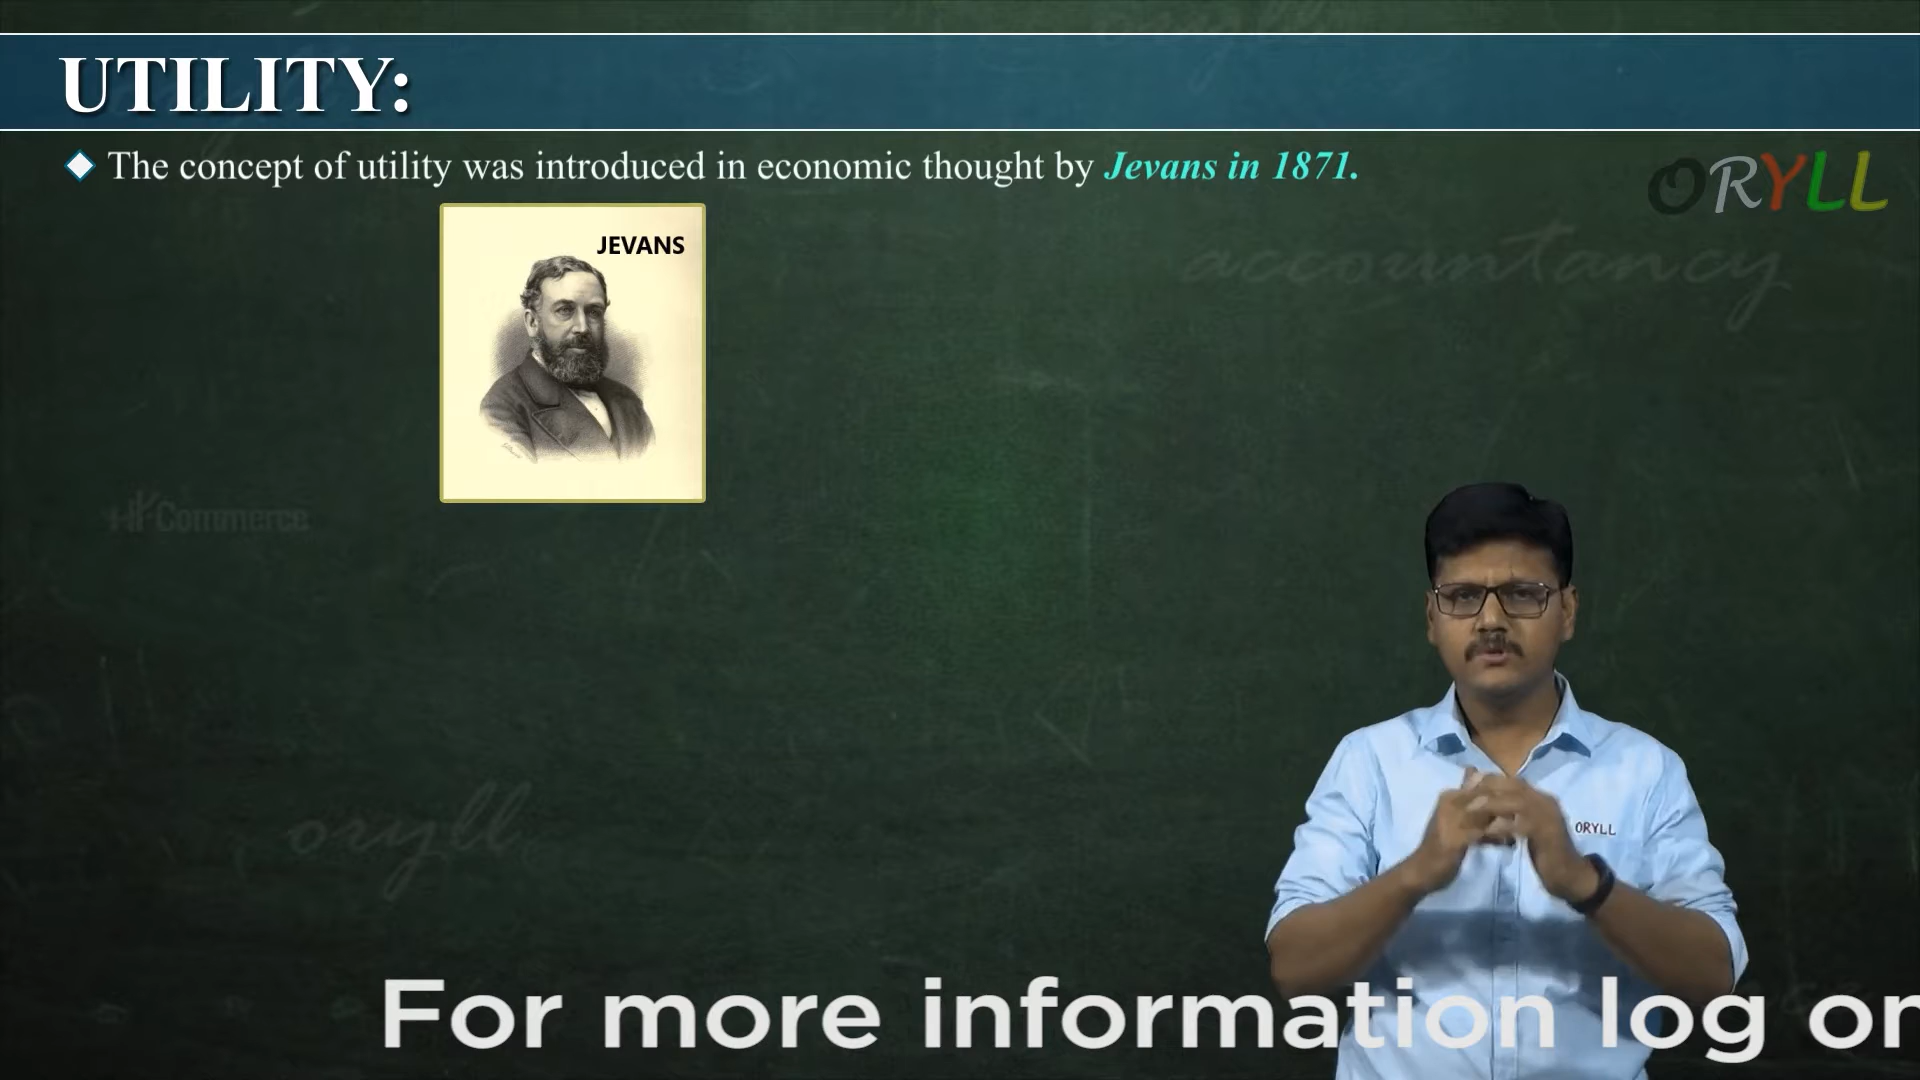 UTILITY:
The concept of utility was introduced in economic thought by Jevans in 1871.
ORYLL
JEVANS
accountancy
Commerce
oryll
ORYLL
For more information log on